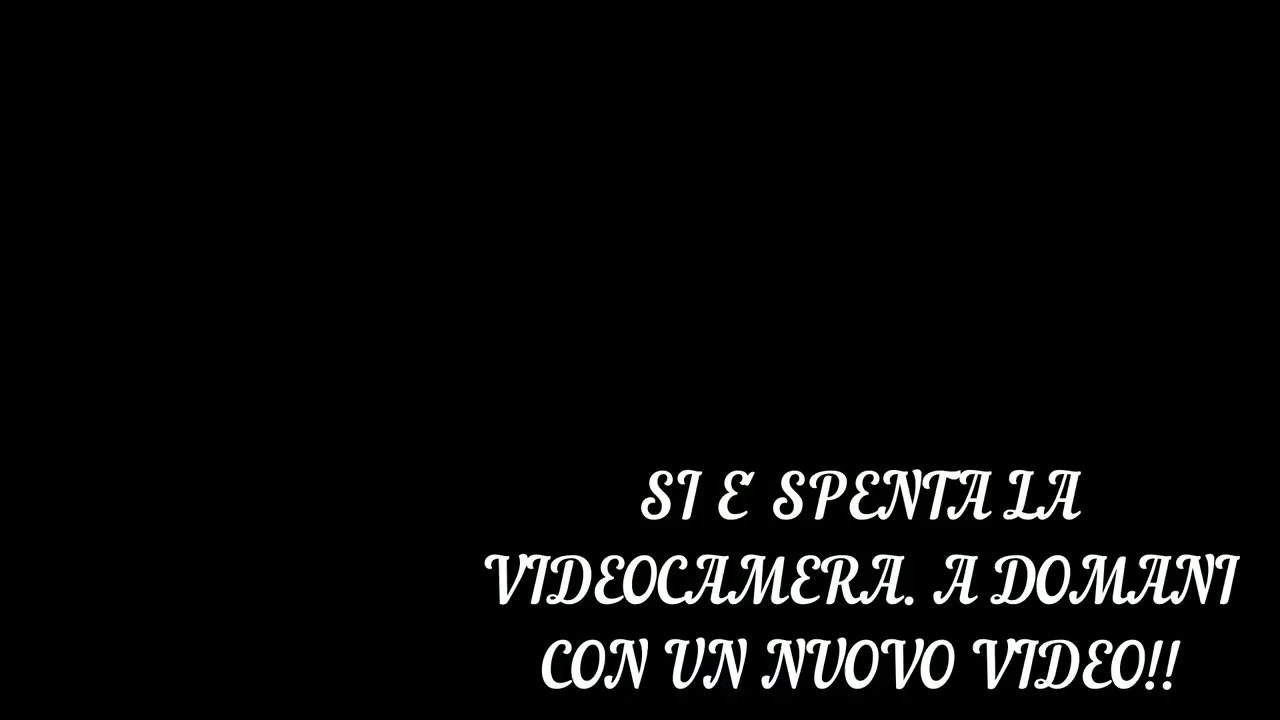 SI E' SPENTA LA
VIDEOCAMERA. A DOMANI
CON UN NUOVO VIDEO!!